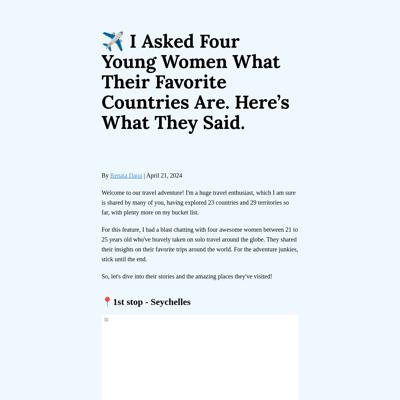 ✈️ I Asked Four
Young Women What
Their Favorite
Countries Are. Here’s
What They Said.
By Renata Daou | April 21, 2024
Welcome to our travel adventure! I'm a huge travel enthusiast, which I am sure
is shared by many of you, having explored 23 countries and 29 territories so
far, with plenty more on my bucket list.
For this feature, I had a blast chatting with four awesome women between 21 to
25 years old who've bravely taken on solo travel around the globe. They shared
their insights on their favorite trips around the world. For the adventure junkies,
stick until the end.
So, let's dive into their stories and the amazing places they've visited!
📍1st stop - Seychelles